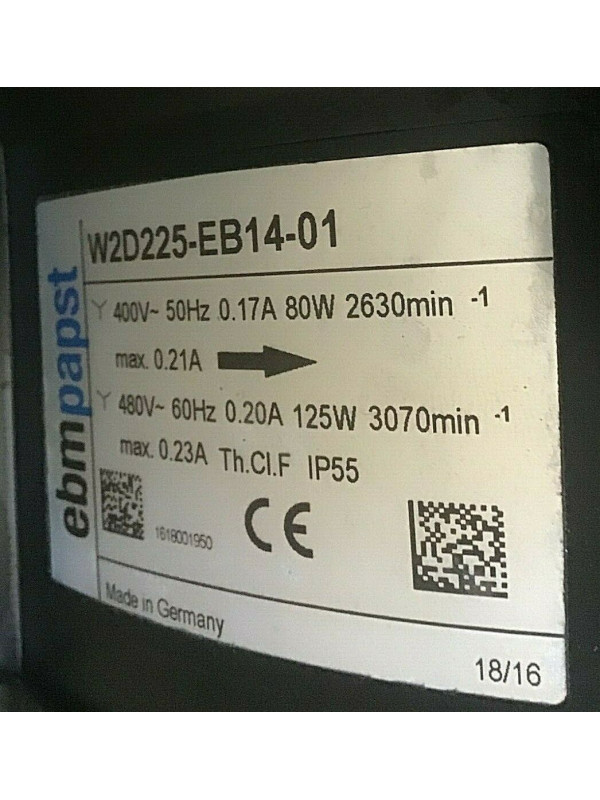 ebmpapst
W2D225-EB14-01
Y 400V~ 50Hz 0.17A 80W 2630min -1
max. 0.21A
Y 480V~ 60Hz 0.20A 125W 3070min -1
max. 0.23A Th.Cl.F IP55
1618001950
CE
Made in Germany
18/16